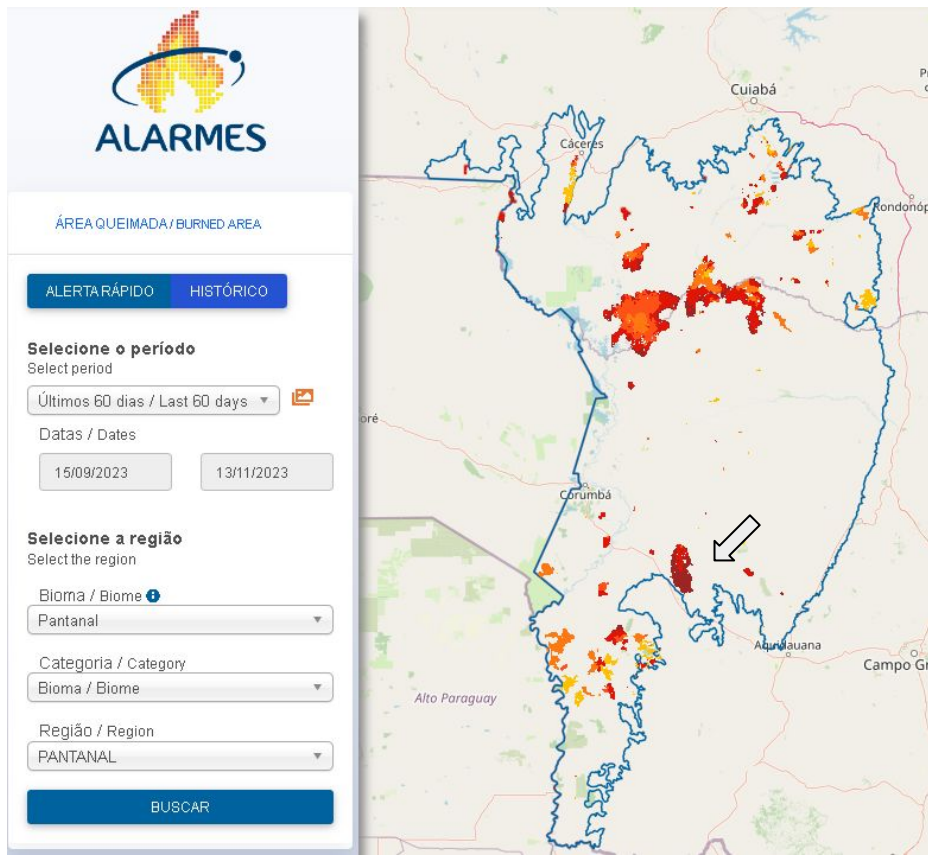 ALARMES
ÁREA QUEIMADA / BURNED AREA
ALERTA RÁPIDO
HISTÓRICO
Selecione o período
Select period
Últimos 60 dias / Last 60 days
Datas / Dates
15/09/2023
13/11/2023
Selecione a região
Select the region
Bioma / Biome
Pantanal
Categoria / Category
Bioma / Biome
Região / Region
PANTANAL
BUSCAR
Cuiabá
Cáceres
Rondonóp
oré
Corumbá
Aquidauana
Campo Gr
Alto Paraguay